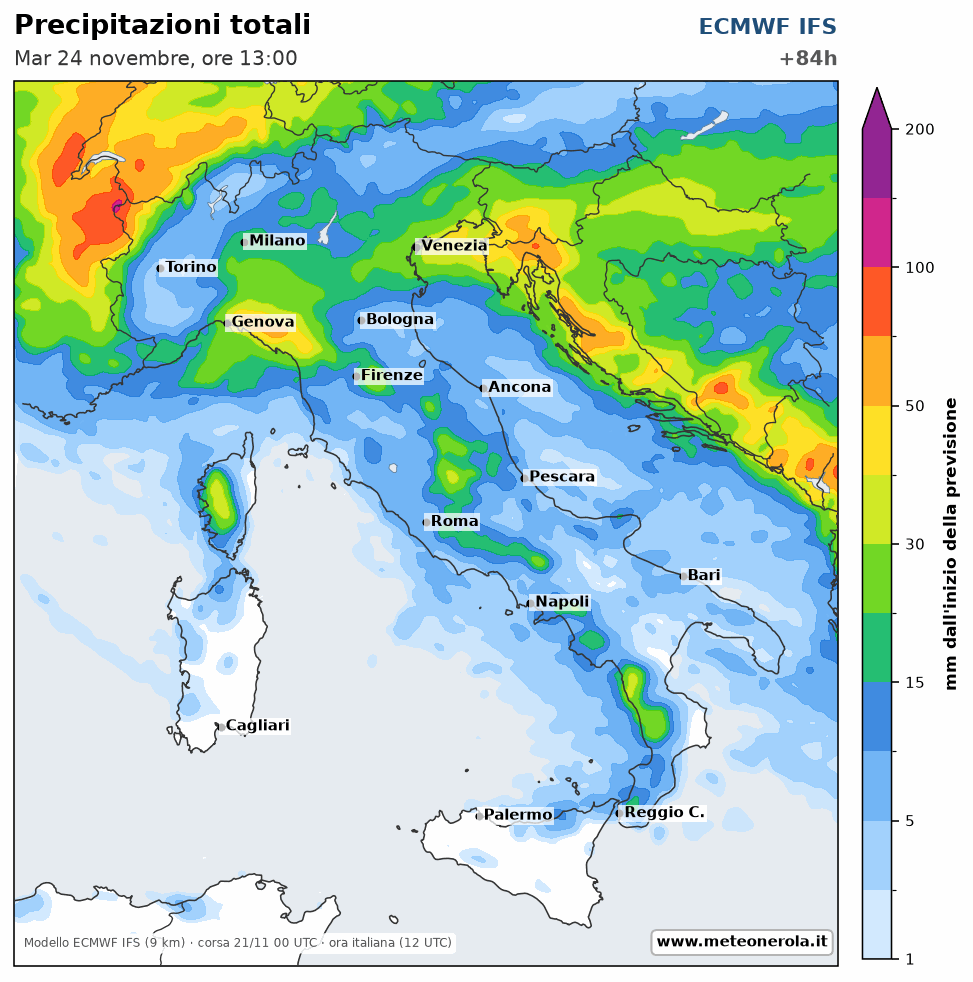 Precipitazioni totali
ECMWF IFS
Mar 24 novembre, ore 13:00
+84h
200
100
50
30
15
5
1
mm dall'inizio della previsione
Milano
Venezia
Torino
Genova
Bologna
Firenze
Ancona
Pescara
Roma
Bari
Napoli
Cagliari
Palermo
Reggio C.
Modello ECMWF IFS (9 km) · corsa 21/11 00 UTC · ora italiana (12 UTC)
www.meteonerola.it